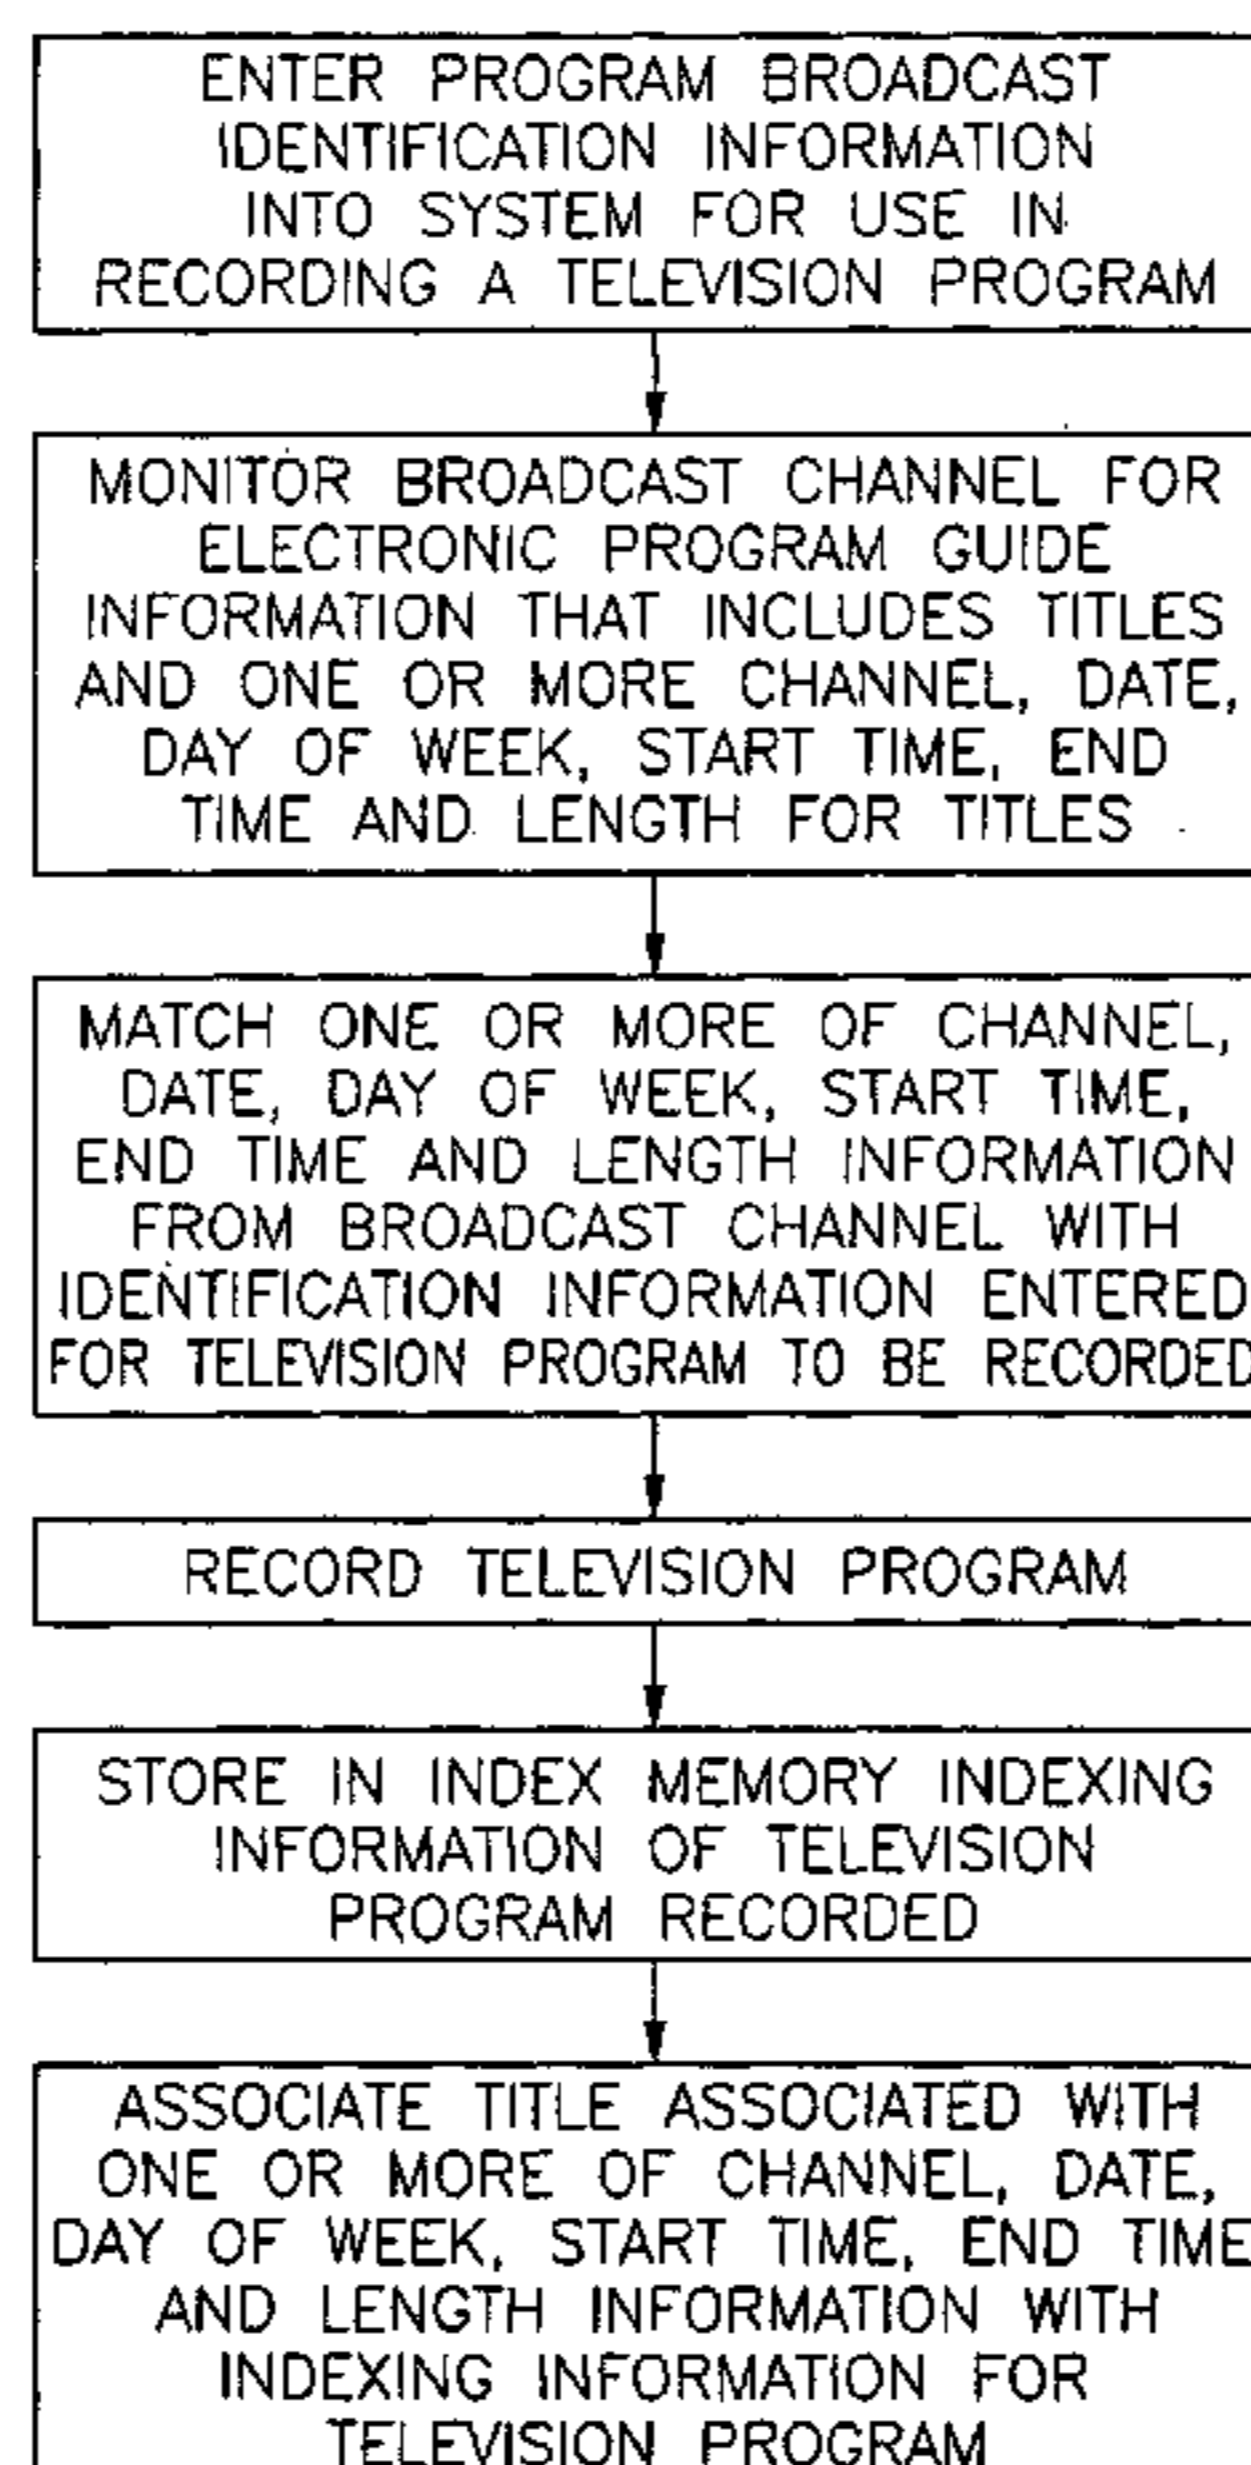 ENTER PROGRAM BROADCAST
IDENTIFICATION INFORMATION
INTO SYSTEM FOR USE IN
RECORDING A TELEVISION PROGRAM
MONITOR BROADCAST CHANNEL FOR
ELECTRONIC PROGRAM GUIDE
INFORMATION THAT INCLUDES TITLES
AND ONE OR MORE CHANNEL, DATE,
DAY OF WEEK, START TIME, END
TIME AND LENGTH FOR TITLES
MATCH ONE OR MORE OF CHANNEL,
DATE, DAY OF WEEK, START TIME,
END TIME AND LENGTH INFORMATION
FROM BROADCAST CHANNEL WITH
IDENTIFICATION INFORMATION ENTERED
FOR TELEVISION PROGRAM TO BE RECORDED
RECORD TELEVISION PROGRAM
STORE IN INDEX MEMORY INDEXING
INFORMATION OF TELEVISION
PROGRAM RECORDED
ASSOCIATE TITLE ASSOCIATED WITH
ONE OR MORE OF CHANNEL, DATE,
DAY OF WEEK, START TIME, END TIME
AND LENGTH INFORMATION WITH
INDEXING INFORMATION FOR
TELEVISION PROGRAM